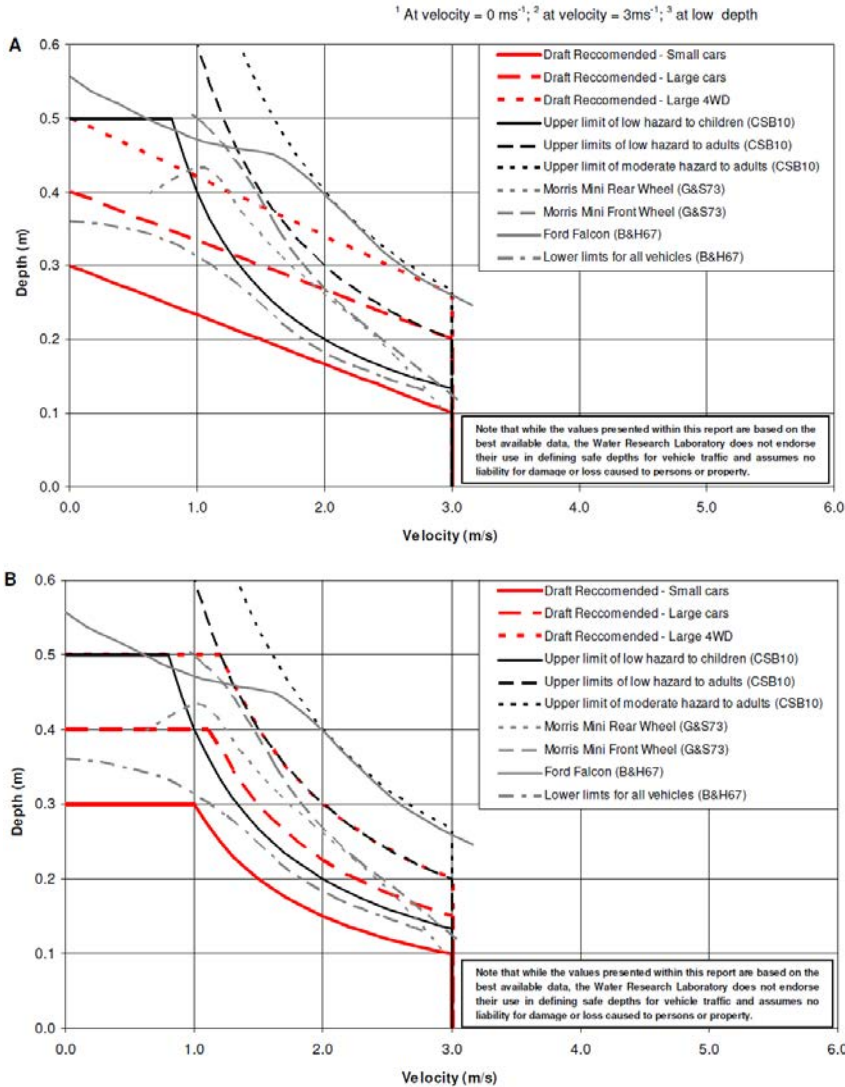 ¹ At velocity = 0 ms⁻¹; ² at velocity = 3ms⁻¹; ³ at low depth
A
0.6
0.5
0.4
0.3
0.2
0.1
0.0
Depth (m)
Draft Reccomended - Small cars
Draft Reccomended - Large cars
Draft Reccomended - Large 4WD
Upper limit of low hazard to children (CSB10)
Upper limits of low hazard to adults (CSB10)
Upper limit of moderate hazard to adults (CSB10)
Morris Mini Rear Wheel (G&S73)
Morris Mini Front Wheel (G&S73)
Ford Falcon (B&H67)
Lower limts for all vehicles (B&H67)
Note that while the values presented within this report are based on the
best available data, the Water Research Laboratory does not endorse
their use in defining safe depths for vehicle traffic and assumes no
liability for damage or loss caused to persons or property.
0.0 1.0 2.0 3.0 4.0 5.0 6.0
Velocity (m/s)
B
0.6
0.5
0.4
0.3
0.2
0.1
0.0
Depth (m)
Draft Reccomended - Small cars
Draft Reccomended - Large cars
Draft Reccomended - Large 4WD
Upper limit of low hazard to children (CSB10)
Upper limits of low hazard to adults (CSB10)
Upper limit of moderate hazard to adults (CSB10)
Morris Mini Rear Wheel (G&S73)
Morris Mini Front Wheel (G&S73)
Ford Falcon (B&H67)
Lower limts for all vehicles (B&H67)
Note that while the values presented within this report are based on the
best available data, the Water Research Laboratory does not endorse
their use in defining safe depths for vehicle traffic and assumes no
liability for damage or loss caused to persons or property.
0.0 1.0 2.0 3.0 4.0 5.0 6.0
Velocity (m/s)